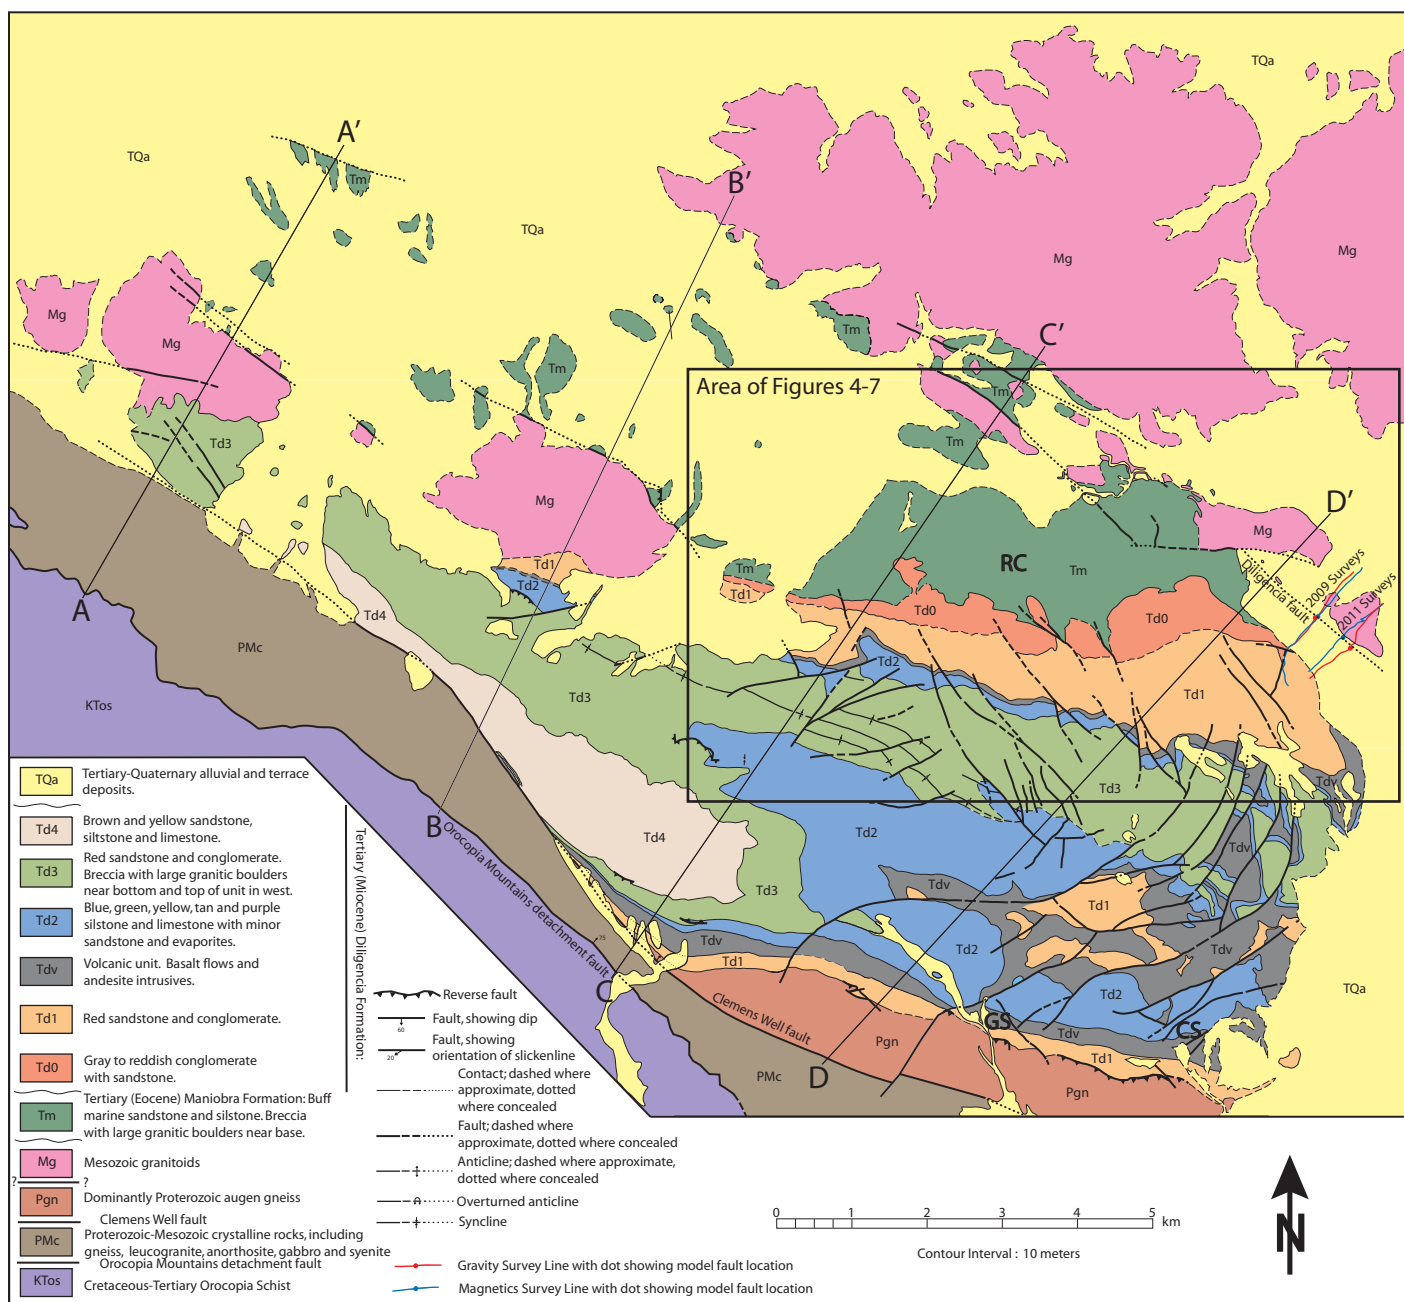 TQa
A'
TQa
Tm
B'
TQa
Mg
Mg
Mg
Mg
Tm
C'
Tm
Area of Figures 4-7
Tm
Td3
Tm
Mg
D'
Mg
Td1
Td2
Tm
Td1
RC
Tm
Td0
Td0
Diligencia fault
2009 Surveys
2011 Surveys
A
Td4
PMc
Td2
Td3
Td1
KTos
Td3
Tdv
B
Orocopia Mountains detachment fault
Td4
Td2
Tdv
Td3
Tdv
Td1
75
Tdv
Td1
Td2
Tdv
C
Clemens Well fault
Td2
TQa
GS
Tdv
CS
Pgn
Td1
D
PMc
Pgn
TQa Tertiary-Quaternary alluvial and terrace
deposits.
Td4 Brown and yellow sandstone,
siltstone and limestone.
Td3 Red sandstone and conglomerate.
Breccia with large granitic boulders
near bottom and top of unit in west.
Td2 Blue, green, yellow, tan and purple
silstone and limestone with minor
sandstone and evaporites.
Tdv Volcanic unit. Basalt flows and
andesite intrusives.
Td1 Red sandstone and conglomerate.
Td0 Gray to reddish conglomerate
with sandstone.
Tertiary (Miocene) Diligencia Formation:
Tm Tertiary (Eocene) Maniobra Formation: Buff
marine sandstone and silstone. Breccia
with large granitic boulders near base.
Mg Mesozoic granitoids
? ?
Pgn Dominantly Proterozoic augen gneiss
Clemens Well fault
PMc Proterozoic-Mesozoic crystalline rocks, including
gneiss, leucogranite, anorthosite, gabbro and syenite
Orocopia Mountains detachment fault
KTos Cretaceous-Tertiary Orocopia Schist
Reverse fault
Fault, showing dip
60
Fault, showing
orientation of slickenline
20
Contact; dashed where
approximate, dotted
where concealed
Fault; dashed where
approximate, dotted where concealed
Anticline; dashed where approximate,
dotted where concealed
Overturned anticline
Syncline
Gravity Survey Line with dot showing model fault location
Magnetics Survey Line with dot showing model fault location
0 1 2 3 4 5
km
Contour Interval : 10 meters
N